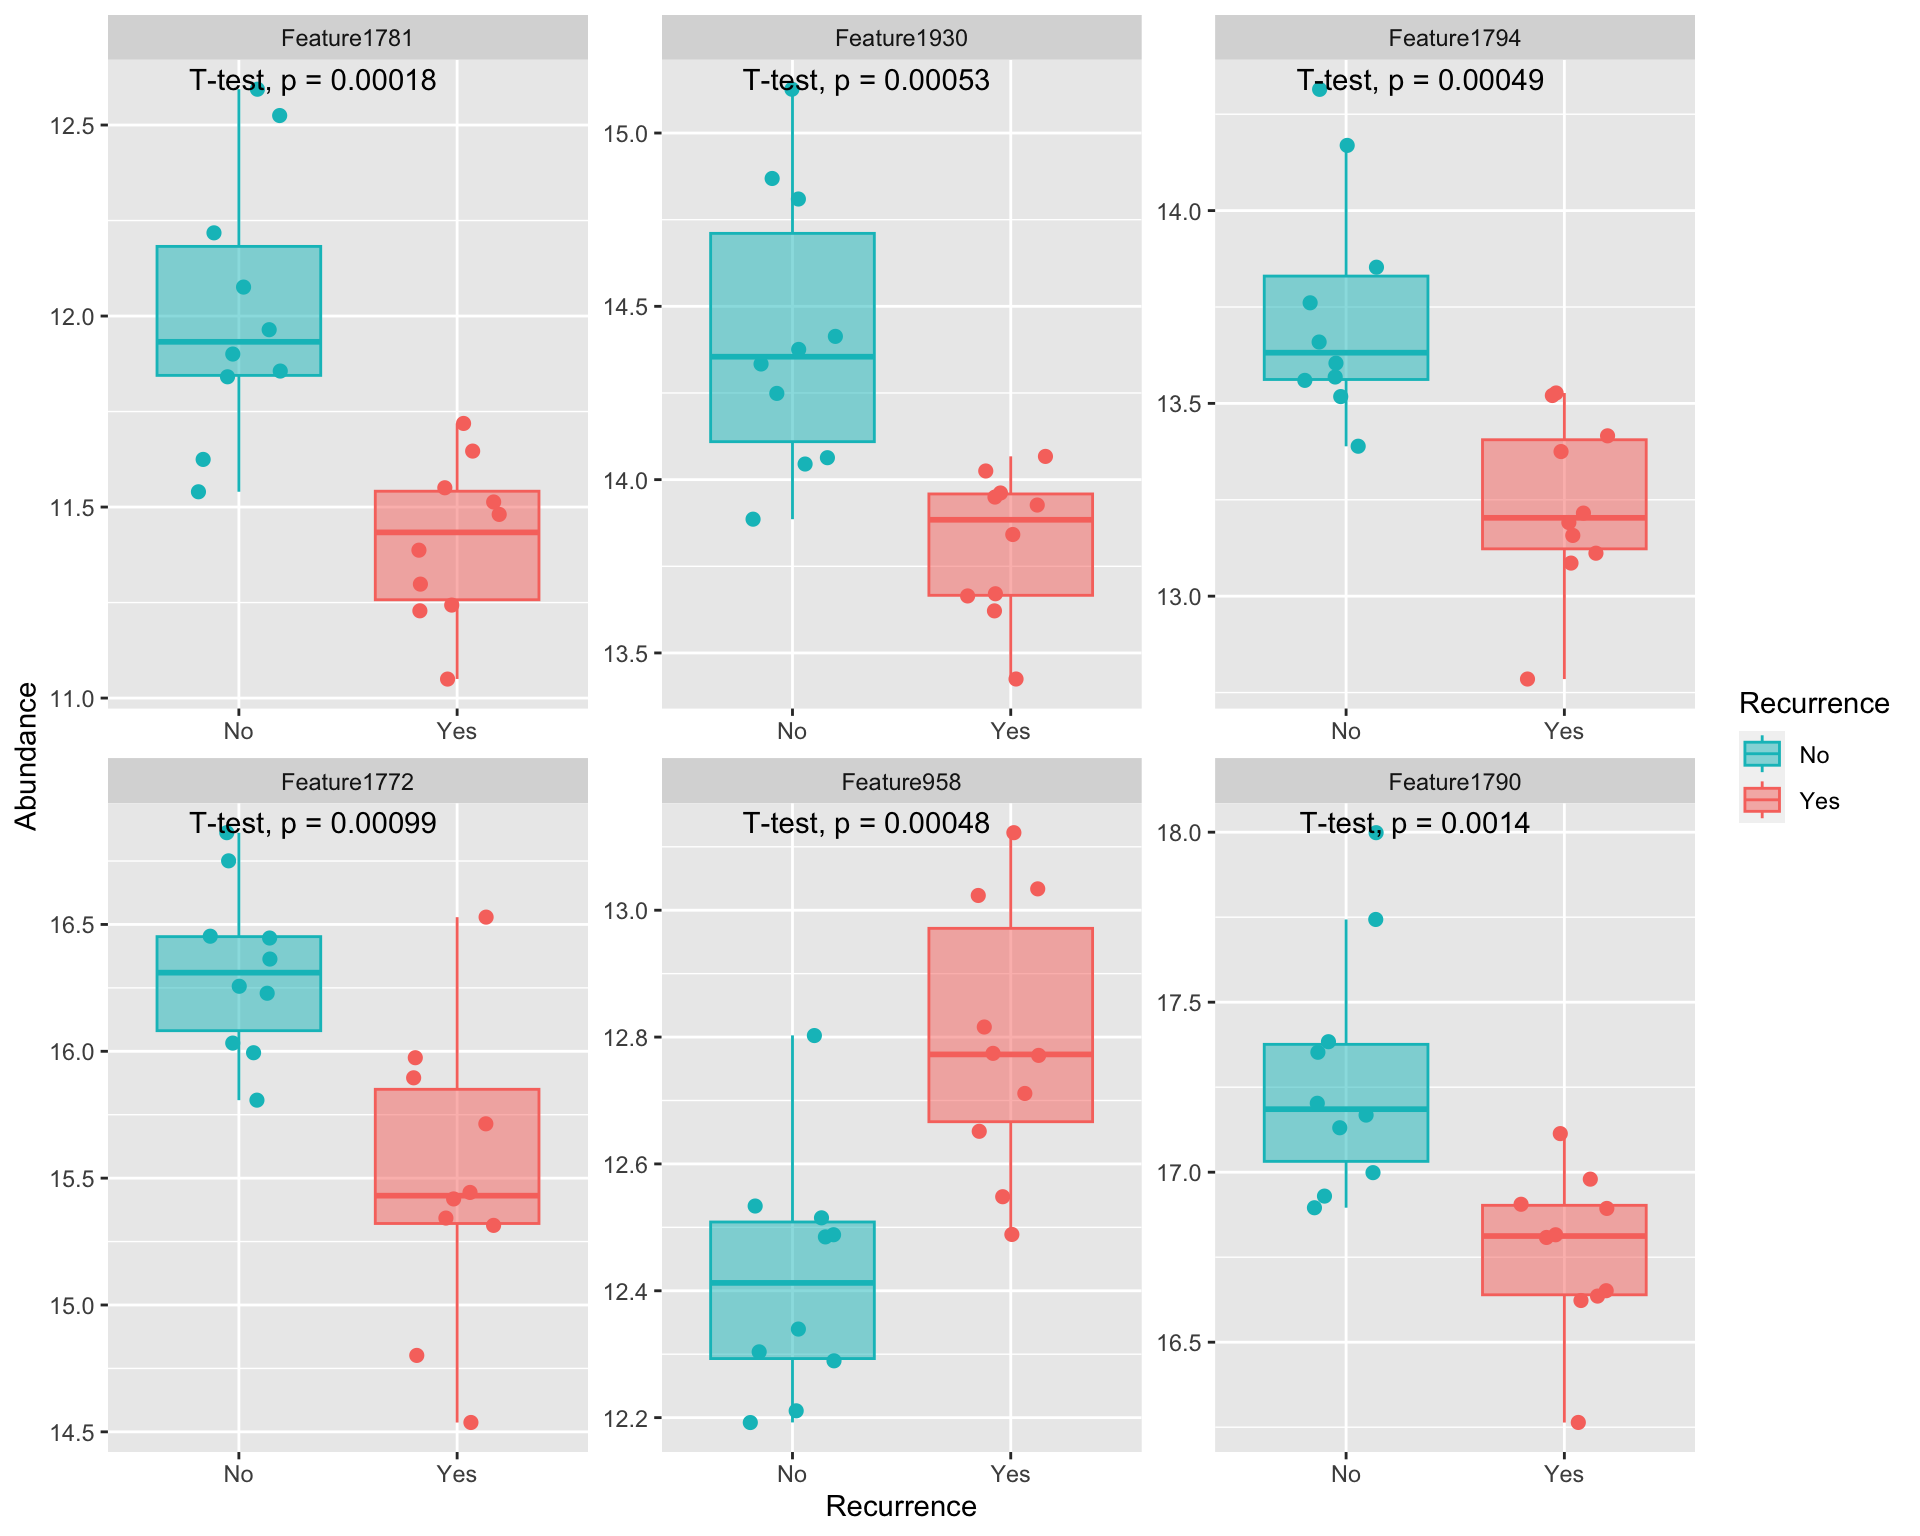 Feature1781
T-test, p = 0.00018
12.5
12.0
11.5
11.0
No
Yes
Feature1930
T-test, p = 0.00053
15.0
14.5
14.0
13.5
No
Yes
Feature1794
T-test, p = 0.00049
14.0
13.5
13.0
No
Yes
Abundance
Feature1772
T-test, p = 0.00099
16.5
16.0
15.5
15.0
14.5
No
Yes
Feature958
T-test, p = 0.00048
13.0
12.8
12.6
12.4
12.2
No
Yes
Feature1790
T-test, p = 0.0014
18.0
17.5
17.0
16.5
No
Yes
Recurrence
Recurrence
No
Yes